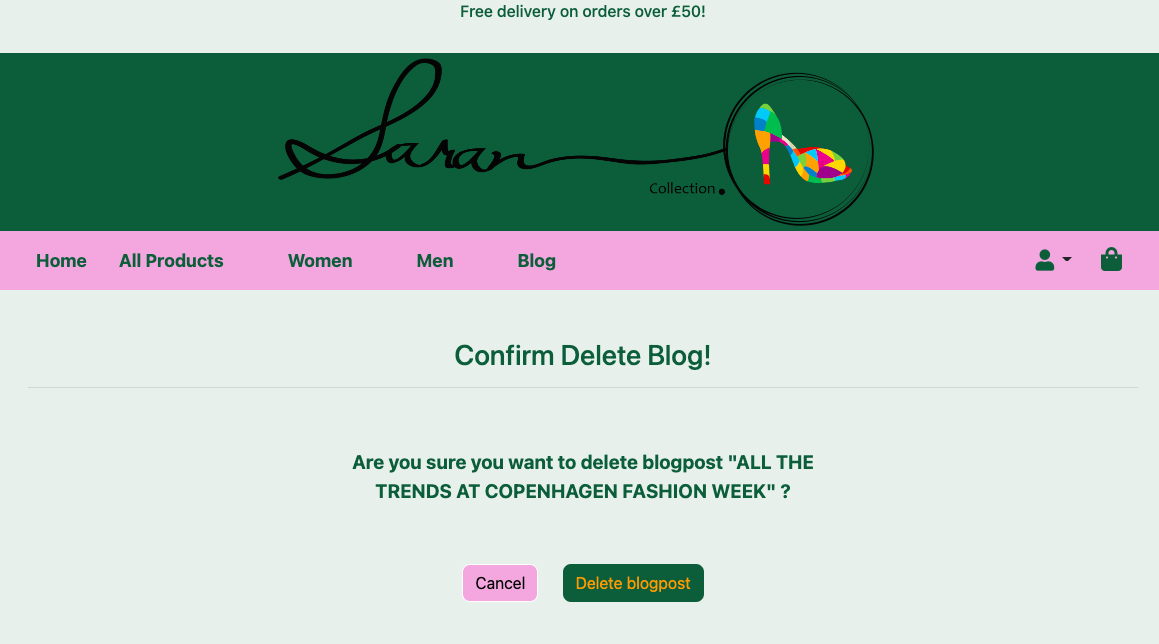 Free delivery on orders over £50!
Saran
Collection.
Home All Products Women Men Blog
Confirm Delete Blog!
Are you sure you want to delete blogpost "ALL THE
TRENDS AT COPENHAGEN FASHION WEEK" ?
Cancel Delete blogpost